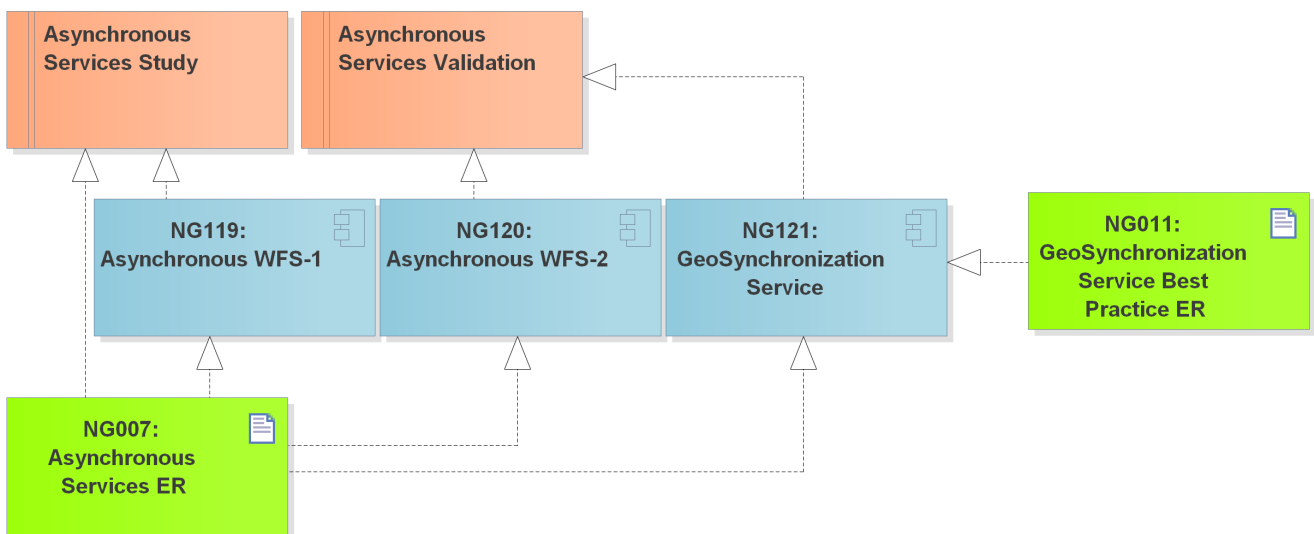 Asynchronous
Services Study
Asynchronous
Services Validation
NG119:
Asynchronous WFS-1
NG120:
Asynchronous WFS-2
NG121:
GeoSynchronization
Service
NG011:
GeoSynchronization
Service Best
Practice ER
NG007:
Asynchronous
Services ER